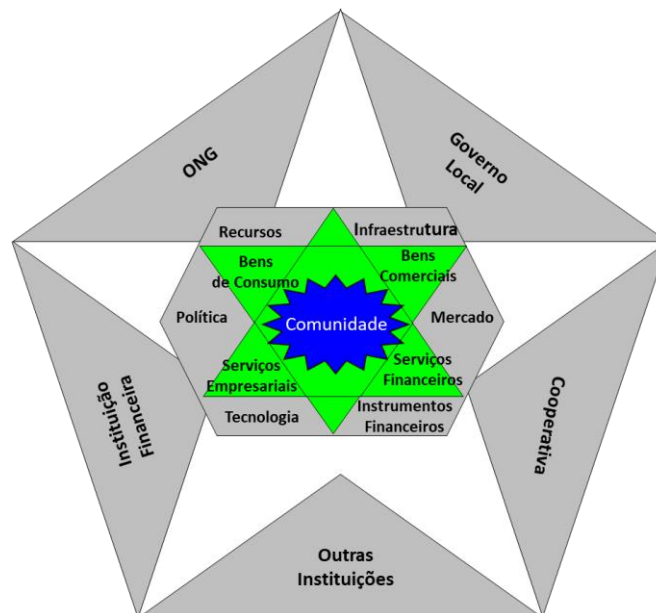 ONG
Governo
Local
Recursos
Infraestrutura
Bens
de Consumo
Bens
Comerciais
Política
Comunidade
Mercado
Serviços
Empresariais
Serviços
Financeiros
Tecnologia
Instrumentos
Financeiros
Instituição
Financeira
Cooperativa
Outras
Instituições